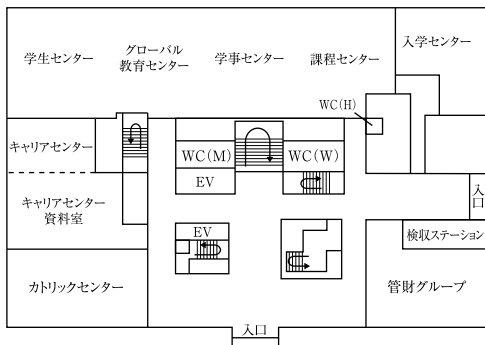 学生センター
グローバル
教育センター
学事センター
課程センター
入学センター
WC(H)
キャリアセンター
WC(M)
WC(W)
EV
キャリアセンター
資料室
入口
EV
検収ステーション
カトリックセンター
管財グループ
入口